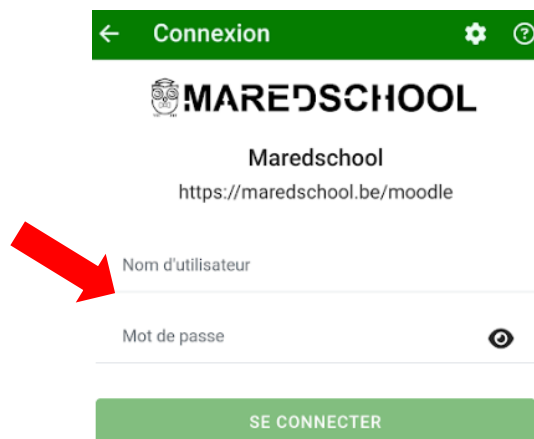 Connexion
MAREDSCHOOL
Maredschool
https://maredschool.be/moodle
Nom d'utilisateur
Mot de passe
SE CONNECTER